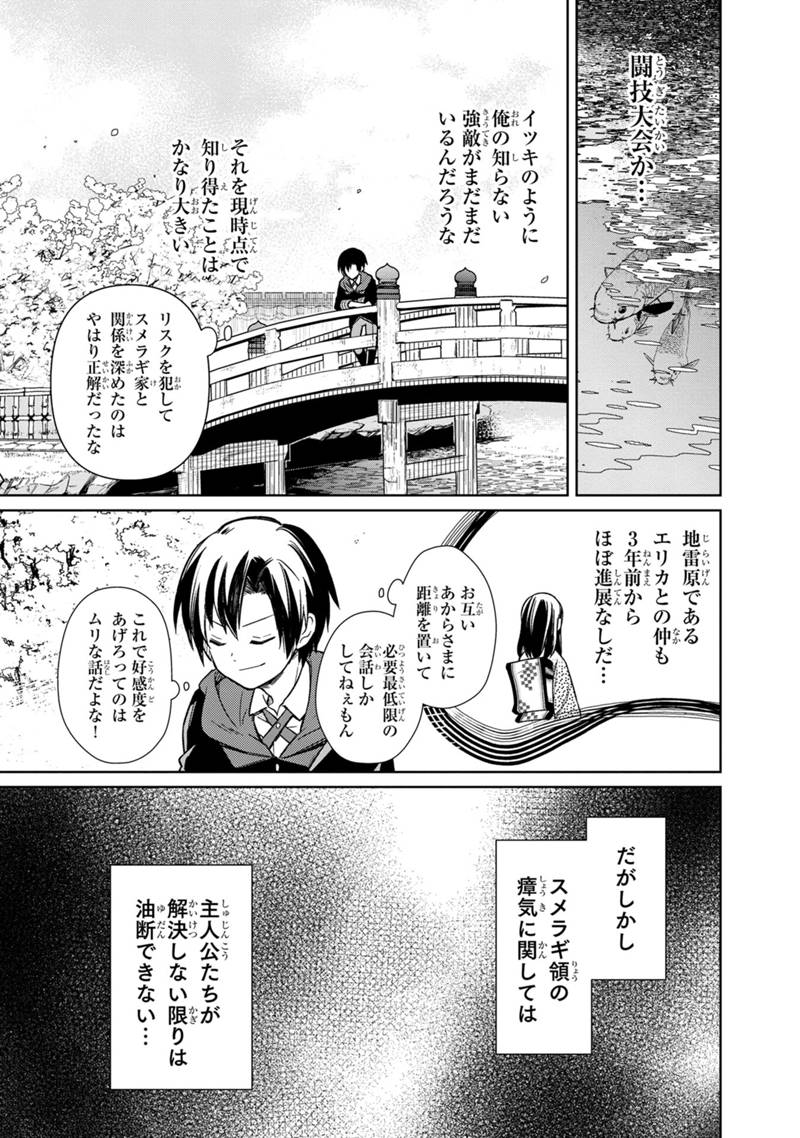 闘技大会か…
イツキのように
俺の知らない
強敵がまだまだ
いるんだろうな
それを現時点で
知り得たことは
かなり大きい
リスクを犯して
スメラギ家と
関係を深めたのは
やはり正解だったな
地雷原である
エリカとの仲も
3年前から
ほぼ進展なしだ…
お互い
あからさまに
距離を置いて
必要最低限の
会話しか
してねぇもん
これで好感度を
あげろってのは
ムリな話だよな！
だがしかし
スメラギ領の
瘴気に関しては
主人公たちが
解決しない限りは
油断できない…